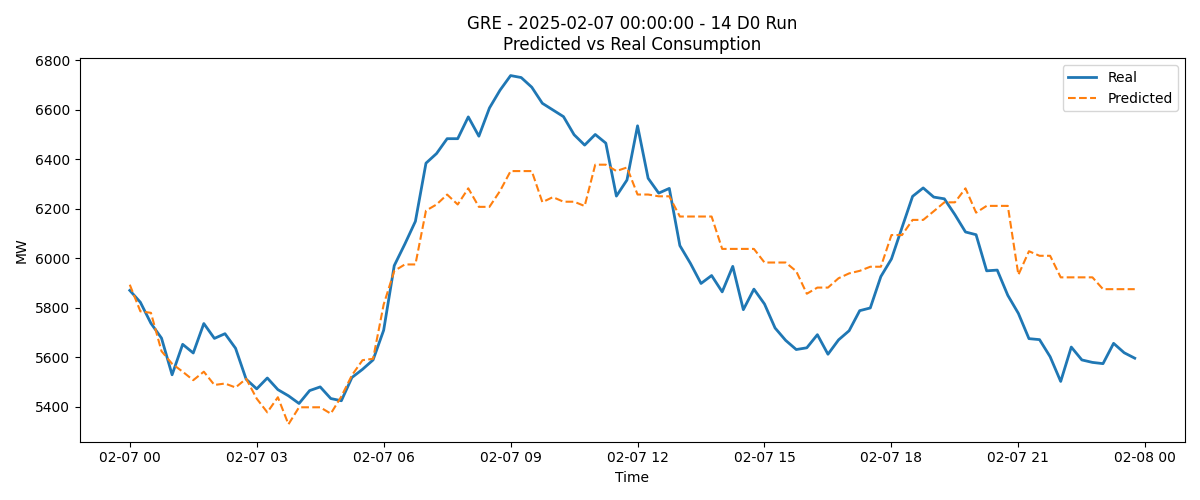 GRE - 2025-02-07 00:00:00 - 14 D0 Run
Predicted vs Real Consumption
Real
Predicted
MW
6800
6600
6400
6200
6000
5800
5600
5400
02-07 00
02-07 03
02-07 06
02-07 09
02-07 12
02-07 15
02-07 18
02-07 21
02-08 00
Time